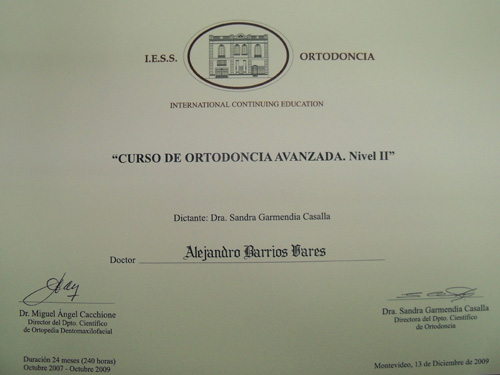 I.E.S.S. ORTODONCIA
INTERNATIONAL CONTINUING EDUCATION
"CURSO DE ORTODONCIA AVANZADA. Nivel II"
Dictante: Dra. Sandra Garmendia Casalla
Doctor Alejandro Barrios Bares
Dr. Miguel Ángel Cacchione
Director del Dpto. Científico
de Ortopedia Dentomaxilofacial
Dra. Sandra Garmendia Casalla
Directora del Dpto. Científico
de Ortodoncia
Duración 24 meses (240 horas)
Octubre 2007 - Octubre 2009
Montevideo, 13 de Diciembre de 2009